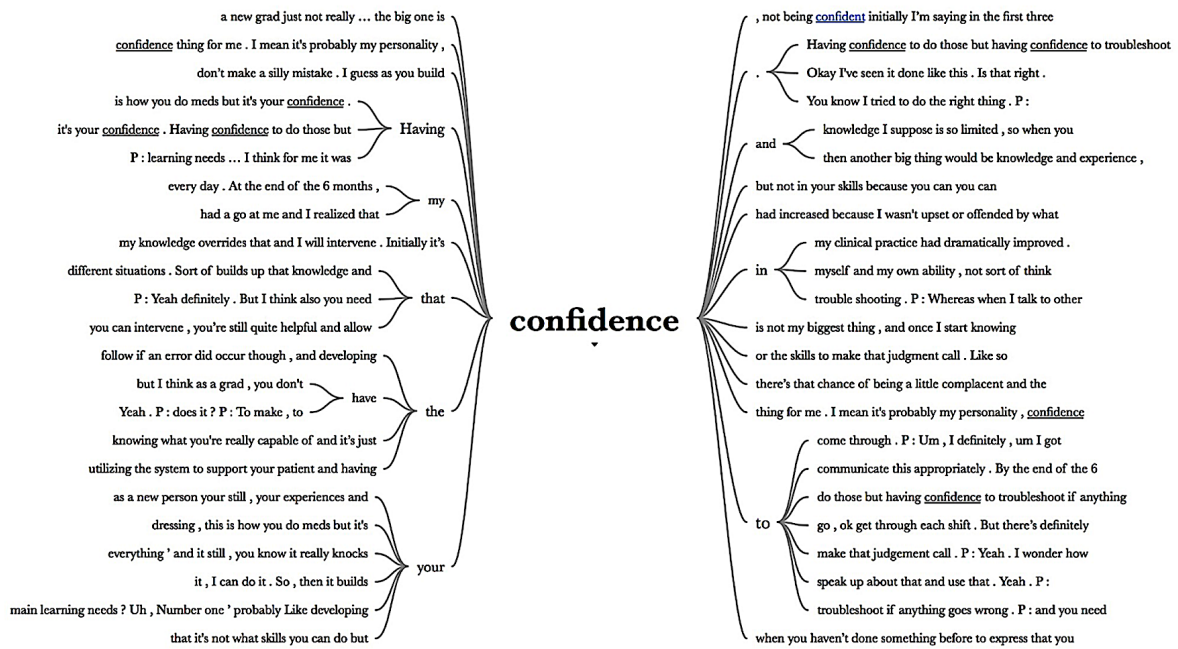 a new grad just not really … the big one is
confidence thing for me . I mean it's probably my personality ,
don't make a silly mistake . I guess as you build
is how you do meds but it's your confidence .
it's your confidence . Having confidence to do those but
P : learning needs … I think for me it was
Having
every day . At the end of the 6 months ,
had a go at me and I realized that
my
my knowledge overrides that and I will intervene . Initially it's
different situations . Sort of builds up that knowledge and
P : Yeah definitely . But I think also you need
you can intervene , you're still quite helpful and allow
that
follow if an error did occur though , and developing
but I think as a grad , you don't
Yeah . P : does it ? P : To make , to
have
knowing what you're really capable of and it's just
utilizing the system to support your patient and having
the
as a new person your still , your experiences and
dressing , this is how you do meds but it's
everything ' and it still , you know it really knocks
it , I can do it . So , then it builds
main learning needs ? Uh , Number one ' probably Like developing
that it's not what skills you can do but
your
confidence
, not being confident initially I'm saying in the first three
.
Having confidence to do those but having confidence to troubleshoot
Okay I've seen it done like this . Is that right .
You know I tried to do the right thing . P :
and
knowledge I suppose is so limited , so when you
then another big thing would be knowledge and experience ,
but not in your skills because you can you can
had increased because I wasn't upset or offended by what
in
my clinical practice had dramatically improved .
myself and my own ability , not sort of think
trouble shooting . P : Whereas when I talk to other
is not my biggest thing , and once I start knowing
or the skills to make that judgment call . Like so
there's that chance of being a little complacent and the
thing for me . I mean it's probably my personality , confidence
to
come through . P : Um , I definitely , um I got
communicate this appropriately . By the end of the 6
do those but having confidence to troubleshoot if anything
go , ok get through each shift . But there's definitely
make that judgement call . P : Yeah . I wonder how
speak up about that and use that . Yeah . P :
troubleshoot if anything goes wrong . P : and you need
when you haven't done something before to express that you